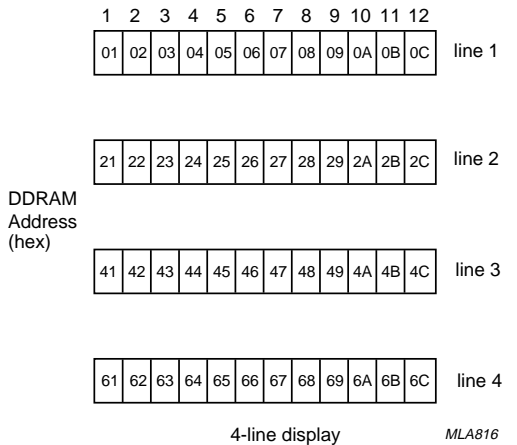 1 2 3 4 5 6 7 8 9 10 11 12
01 02 03 04 05 06 07 08 09 0A 0B 0C line 1
21 22 23 24 25 26 27 28 29 2A 2B 2C line 2
DDRAM
Address
(hex)
41 42 43 44 45 46 47 48 49 4A 4B 4C line 3
61 62 63 64 65 66 67 68 69 6A 6B 6C line 4
4-line display MLA816